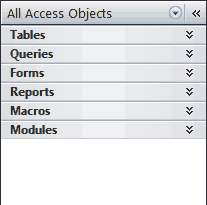 All Access Objects
Tables
Queries
Forms
Reports
Macros
Modules